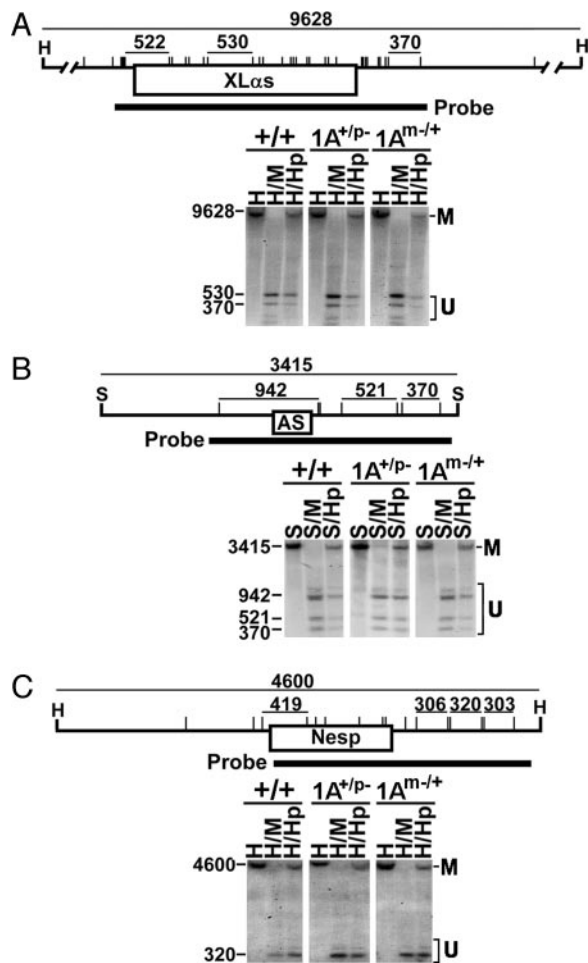 A
9628
H
H
522
530
370
XLαs
Probe
+/+
1A+/p-
1Am-/+
H
H/M
H/Hp
H
H/M
H/Hp
H
H/M
H/Hp
9628
M
530
370
U
B
3415
S
S
942
521
370
AS
Probe
+/+
1A+/p-
1Am-/+
S
S/M
S/Hp
S
S/M
S/Hp
S
S/M
S/Hp
3415
M
942
521
370
U
C
4600
H
H
419
306
320
303
Nesp
Probe
+/+
1A+/p-
1Am-/+
H
H/M
H/Hp
H
H/M
H/Hp
H
H/M
H/Hp
4600
M
320
U